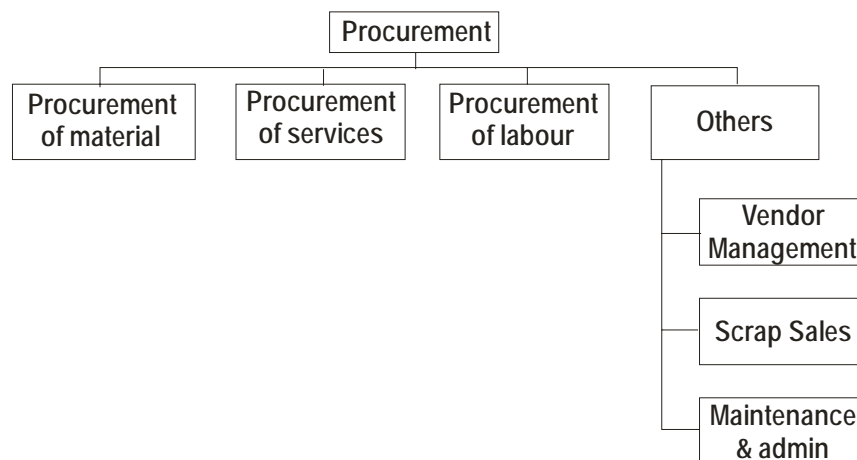 Procurement
Procurement
of material
Procurement
of services
Procurement
of labour
Others
Vendor
Management
Scrap Sales
Maintenance
& admin